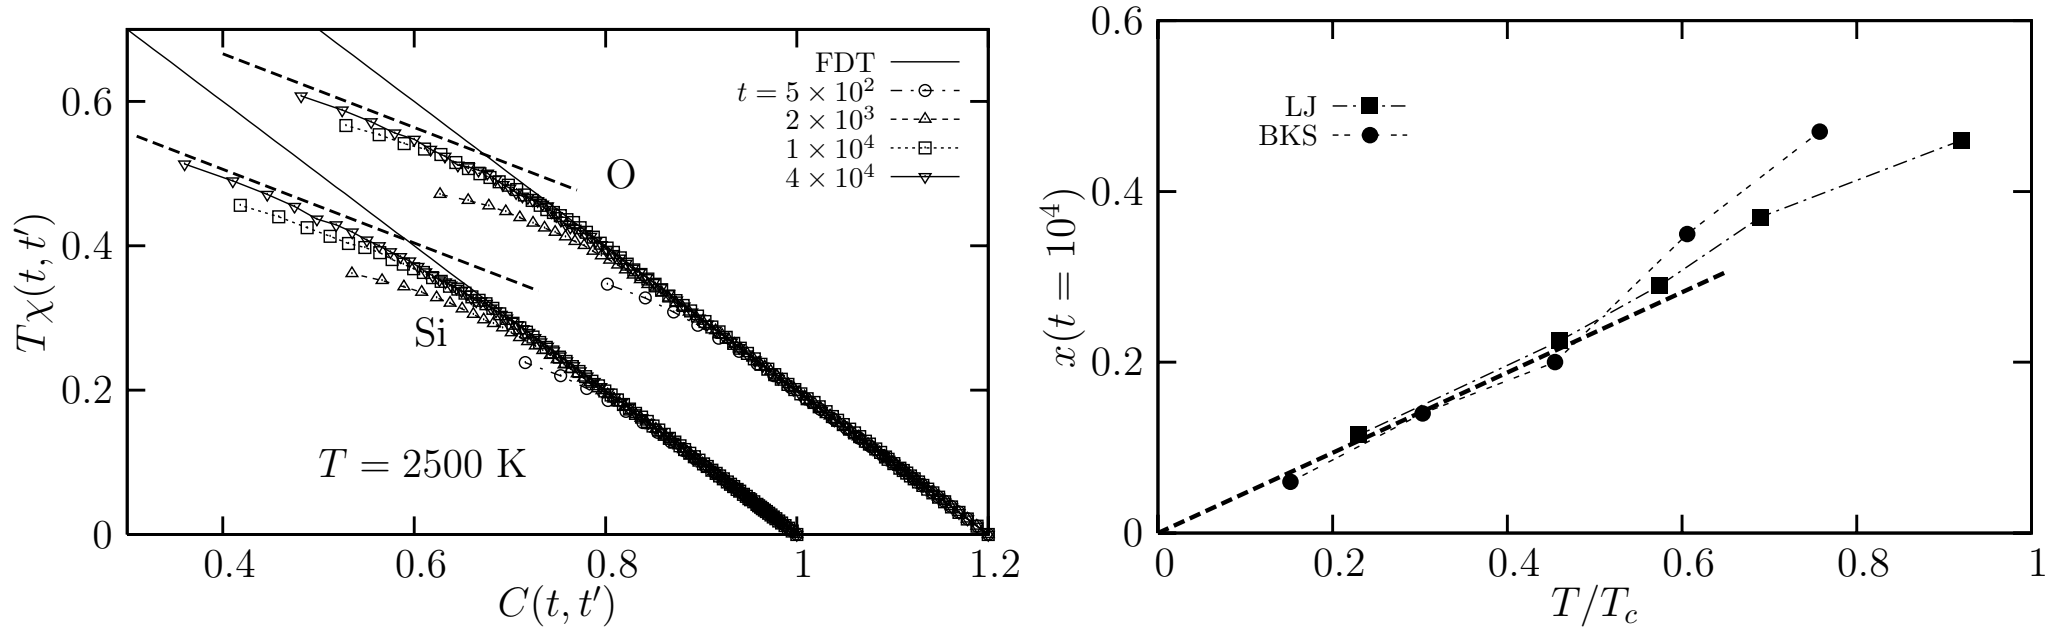 FDT
t = 5 × 10²
2 × 10³
1 × 10⁴
4 × 10⁴
O
Si
T = 2500 K
Tχ(t, t′)
0.6
0.4
0.2
0
0.4 0.6 0.8 1 1.2
C(t, t′)
LJ
BKS
x(t = 10⁴)
0.6
0.4
0.2
0
0 0.2 0.4 0.6 0.8 1
T/T_c